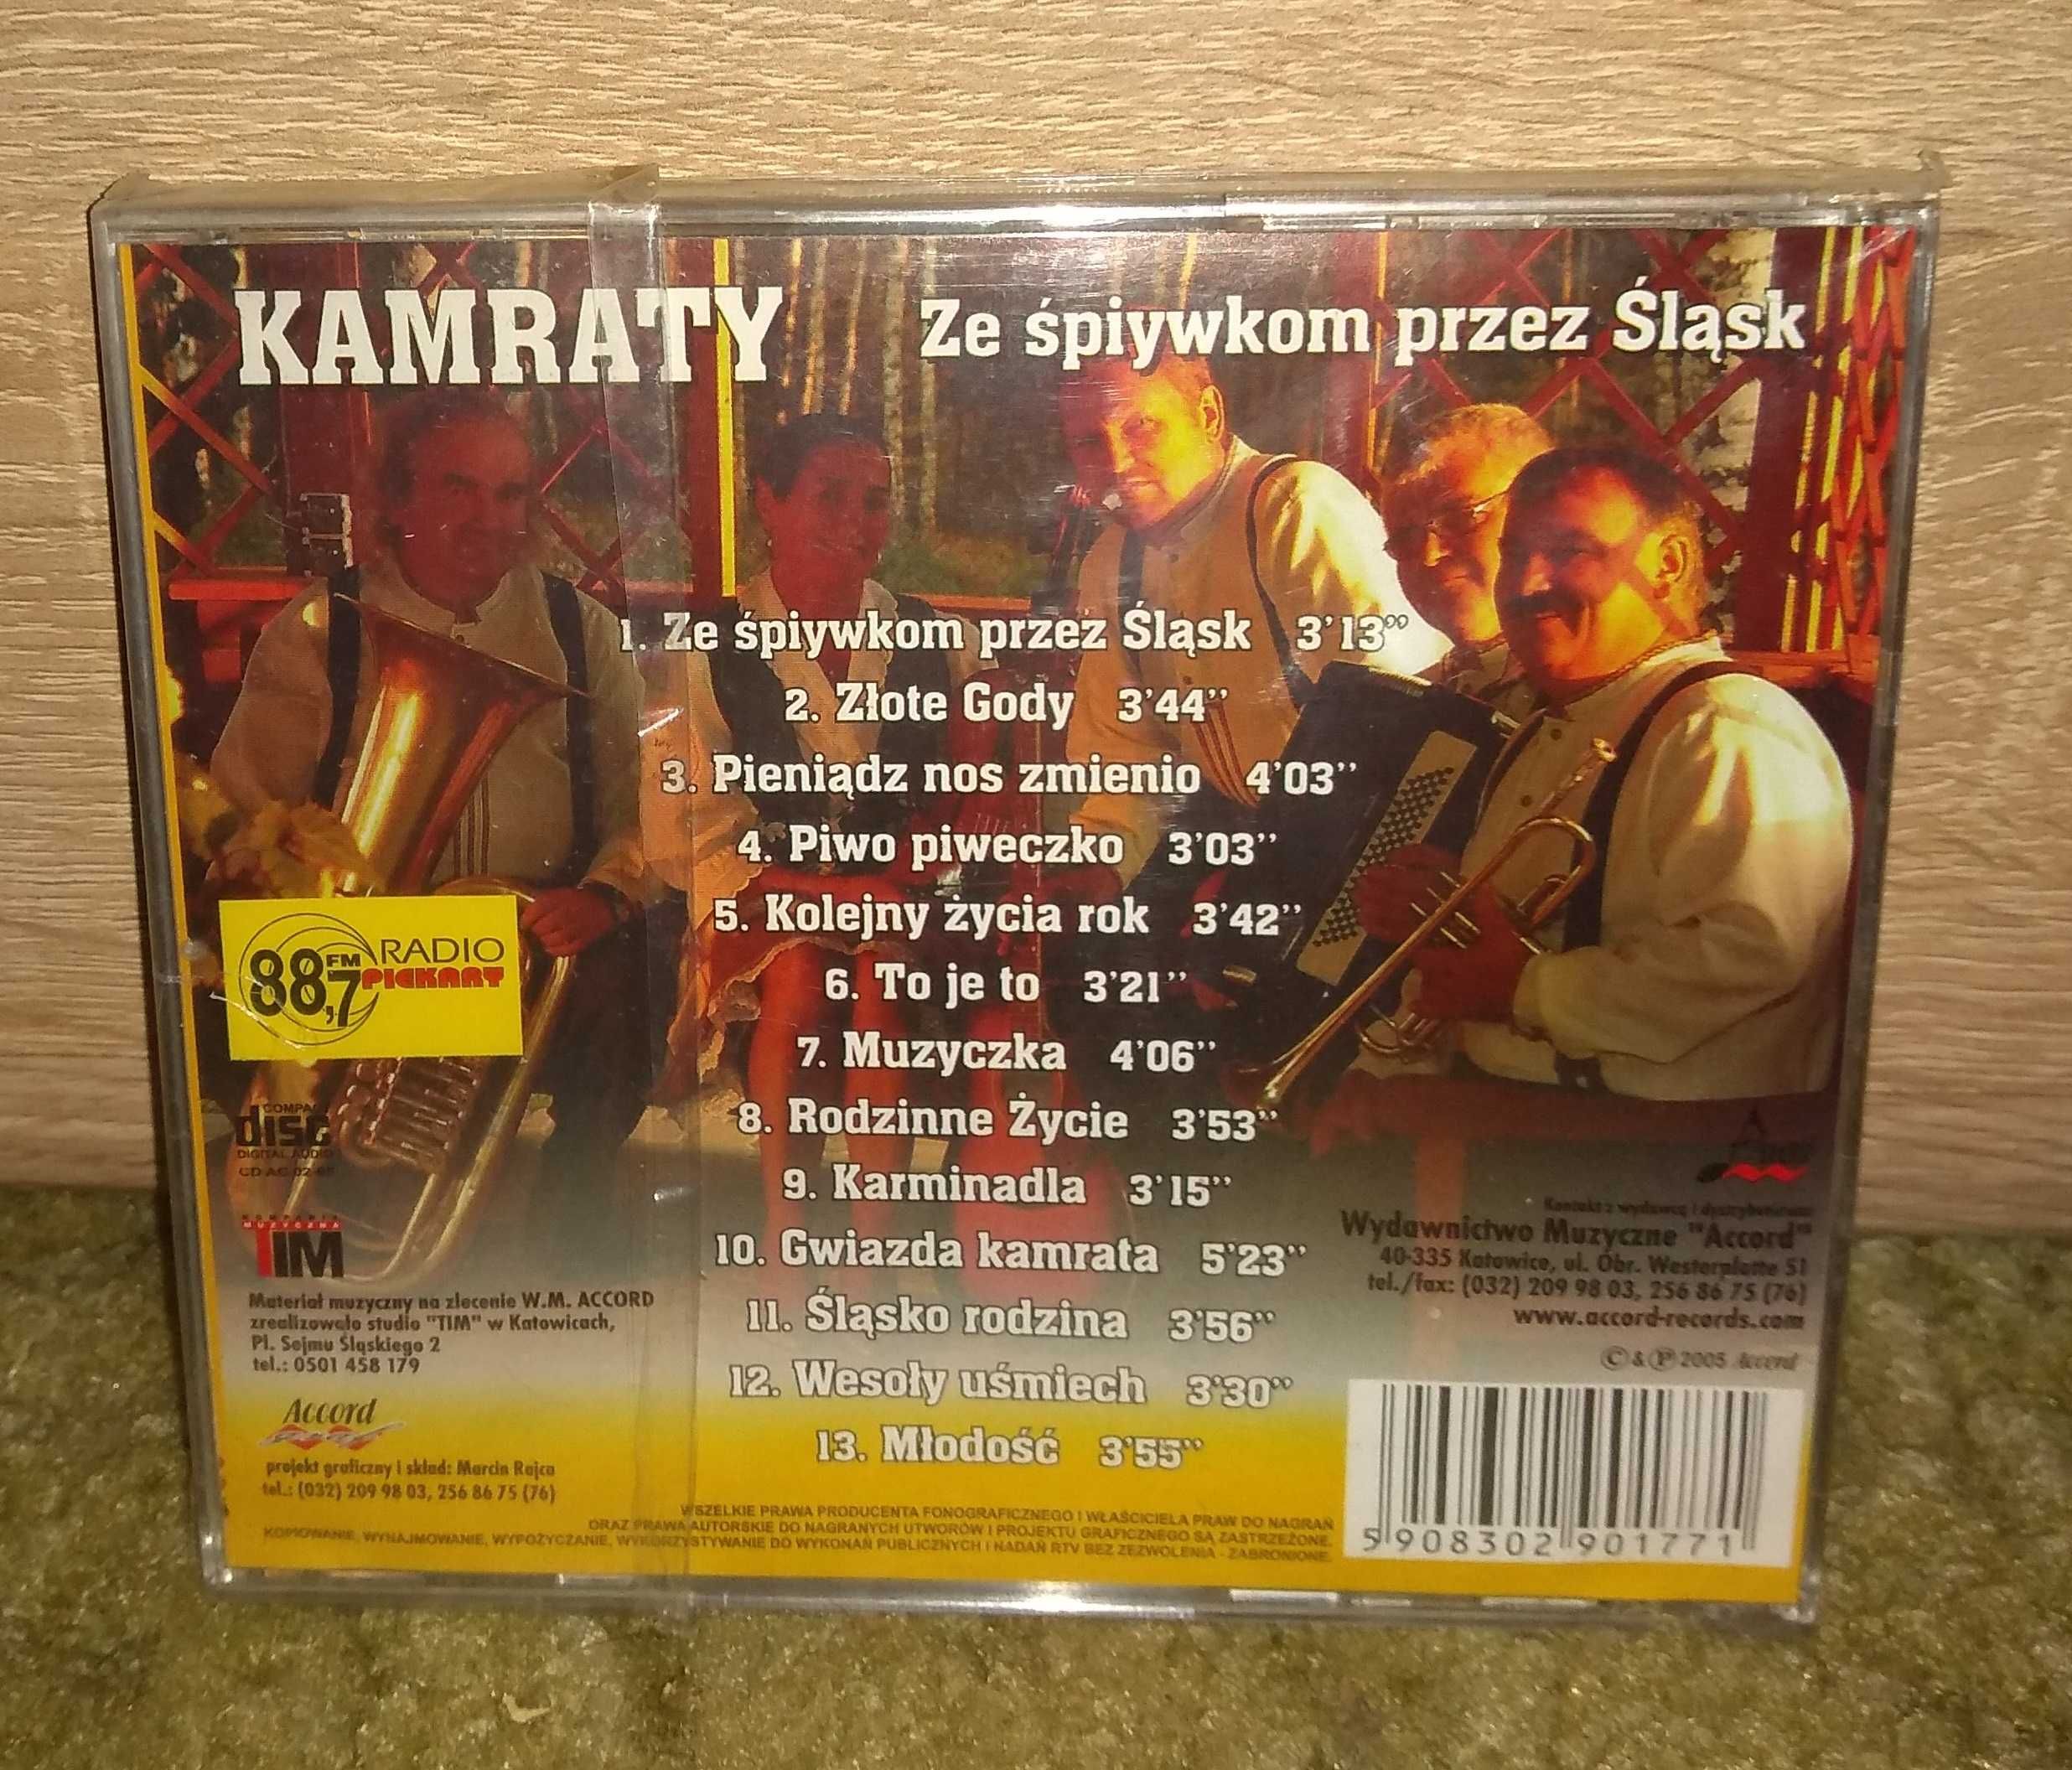 KAMRATY
Ze śpiywkom przez Śląsk
1. Ze śpiywkom przez Śląsk 3'13''
2. Złote Gody 3'44''
3. Pieniądz nos zmienio 4'03''
4. Piwo piweczko 3'03''
5. Kolejny życia rok 3'42''
6. To je to 3'21''
7. Muzyczka 4'06''
8. Rodzinne Życie 3'53''
9. Karminadla 3'15''
10. Gwiazda kamrata 5'23''
11. Śląsko rodzina 3'56''
12. Wesoły uśmiech 3'30''
13. Młodość 3'55''
88,7 FM RADIO
PIEKARY
COMPACT
disc
DIGITAL AUDIO
MUZYCZNA
TIM
Materiał muzyczny na zlecenie W.M. ACCORD
zrealizowało studio "TIM" w Katowicach,
Pl. Sejmu Śląskiego 2
tel.: 0501 458 179
Accord
projekt graficzny i skład: Marcin Rajca
tel.: (032) 209 98 03, 256 86 75 (76)
Kontakt z wydawcą i dystrybutorem:
Wydawnictwo Muzyczne "Accord"
40-335 Katowice, ul. Obr. Westerplatte 51
tel./fax: (032) 209 98 03, 256 86 75 (76)
www.accord-records.com
© & ℗ 2005 Accord
WSZELKIE PRAWA PRODUCENTA FONOGRAFICZNEGO I WŁAŚCICIELA PRAW DO NAGRAŃ
ORAZ PRAWA AUTORSKIE DO NAGRANYCH UTWORÓW I PROJEKTU GRAFICZNEGO SĄ ZASTRZEŻONE.
KOPIOWANIE, WYNAJMOWANIE, WYPOŻYCZANIE, WYKORZYSTYWANIE DO WYKONAŃ PUBLICZNYCH I NADAŃ RTV BEZ ZEZWOLENIA - ZABRONIONE.
5 908302 901771